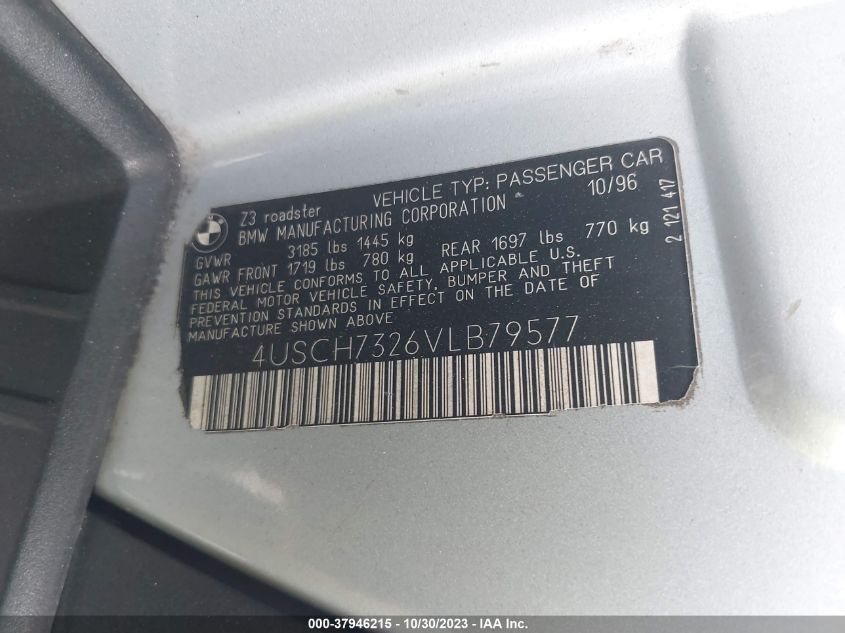 VEHICLE TYP: PASSENGER CAR
Z3 roadster
10/96
BMW MANUFACTURING CORPORATION
GVWR 3185 lbs 1445 kg
GAWR FRONT 1719 lbs 780 kg REAR 1697 lbs 770 kg
THIS VEHICLE CONFORMS TO ALL APPLICABLE U.S.
FEDERAL MOTOR VEHICLE SAFETY, BUMPER AND THEFT
PREVENTION STANDARDS IN EFFECT ON THE DATE OF
MANUFACTURE SHOWN ABOVE
4USCH7326VLB79577
2 121 417
000-37946215 - 10/30/2023 - IAA Inc.